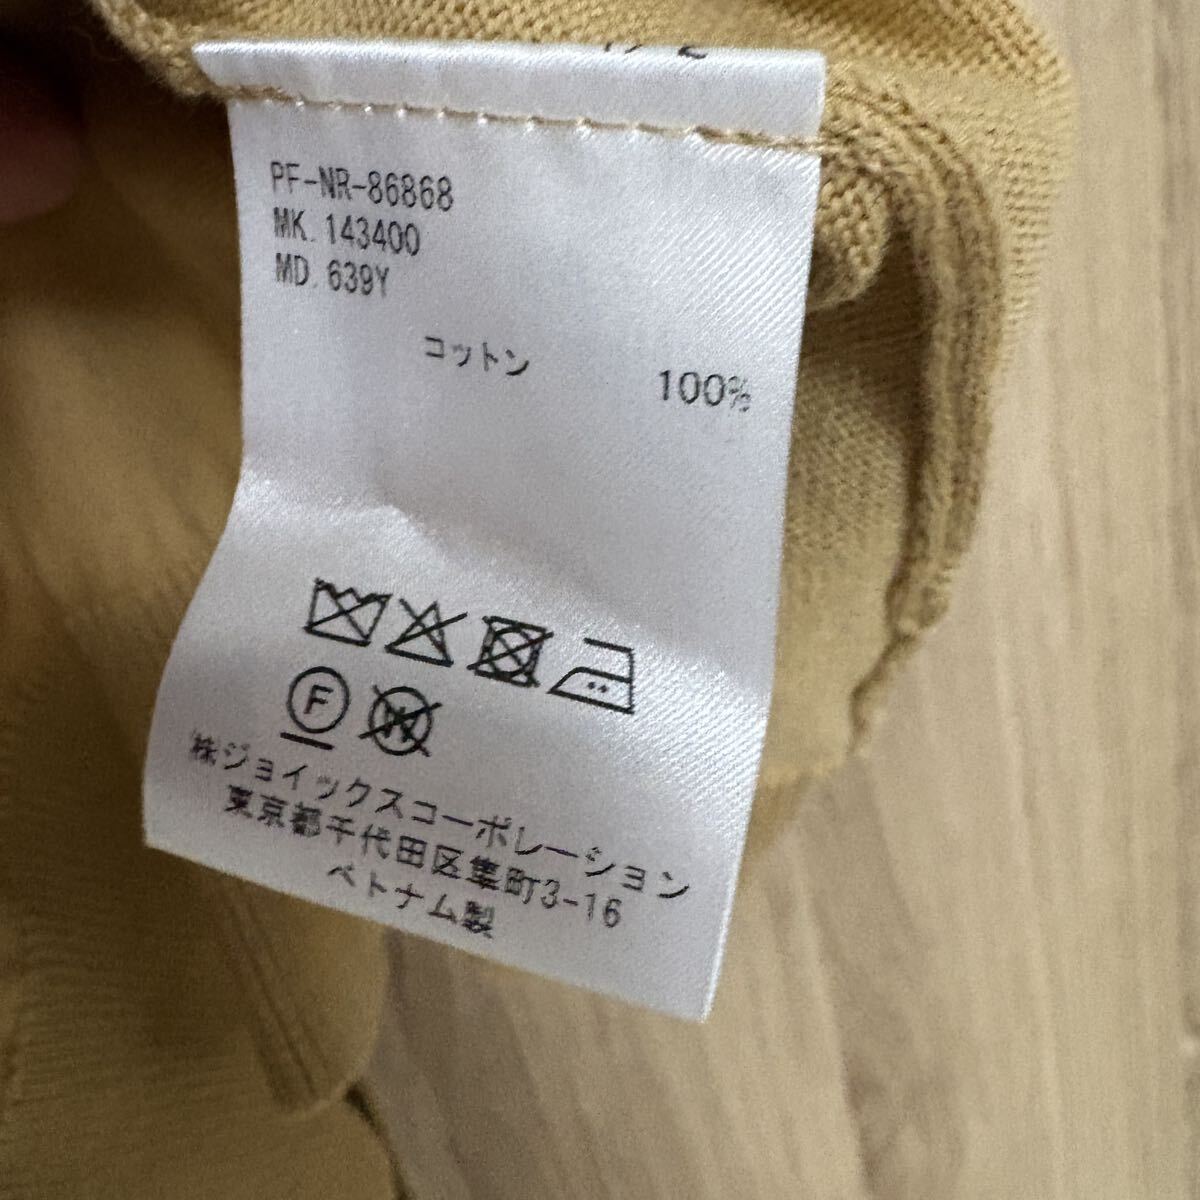 PF-NR-86868
MK. 143400
MD. 639Y
コットン 100%
F W
㈱ジョイックスコーポレーション
東京都千代田区隼町3-16
ベトナム製